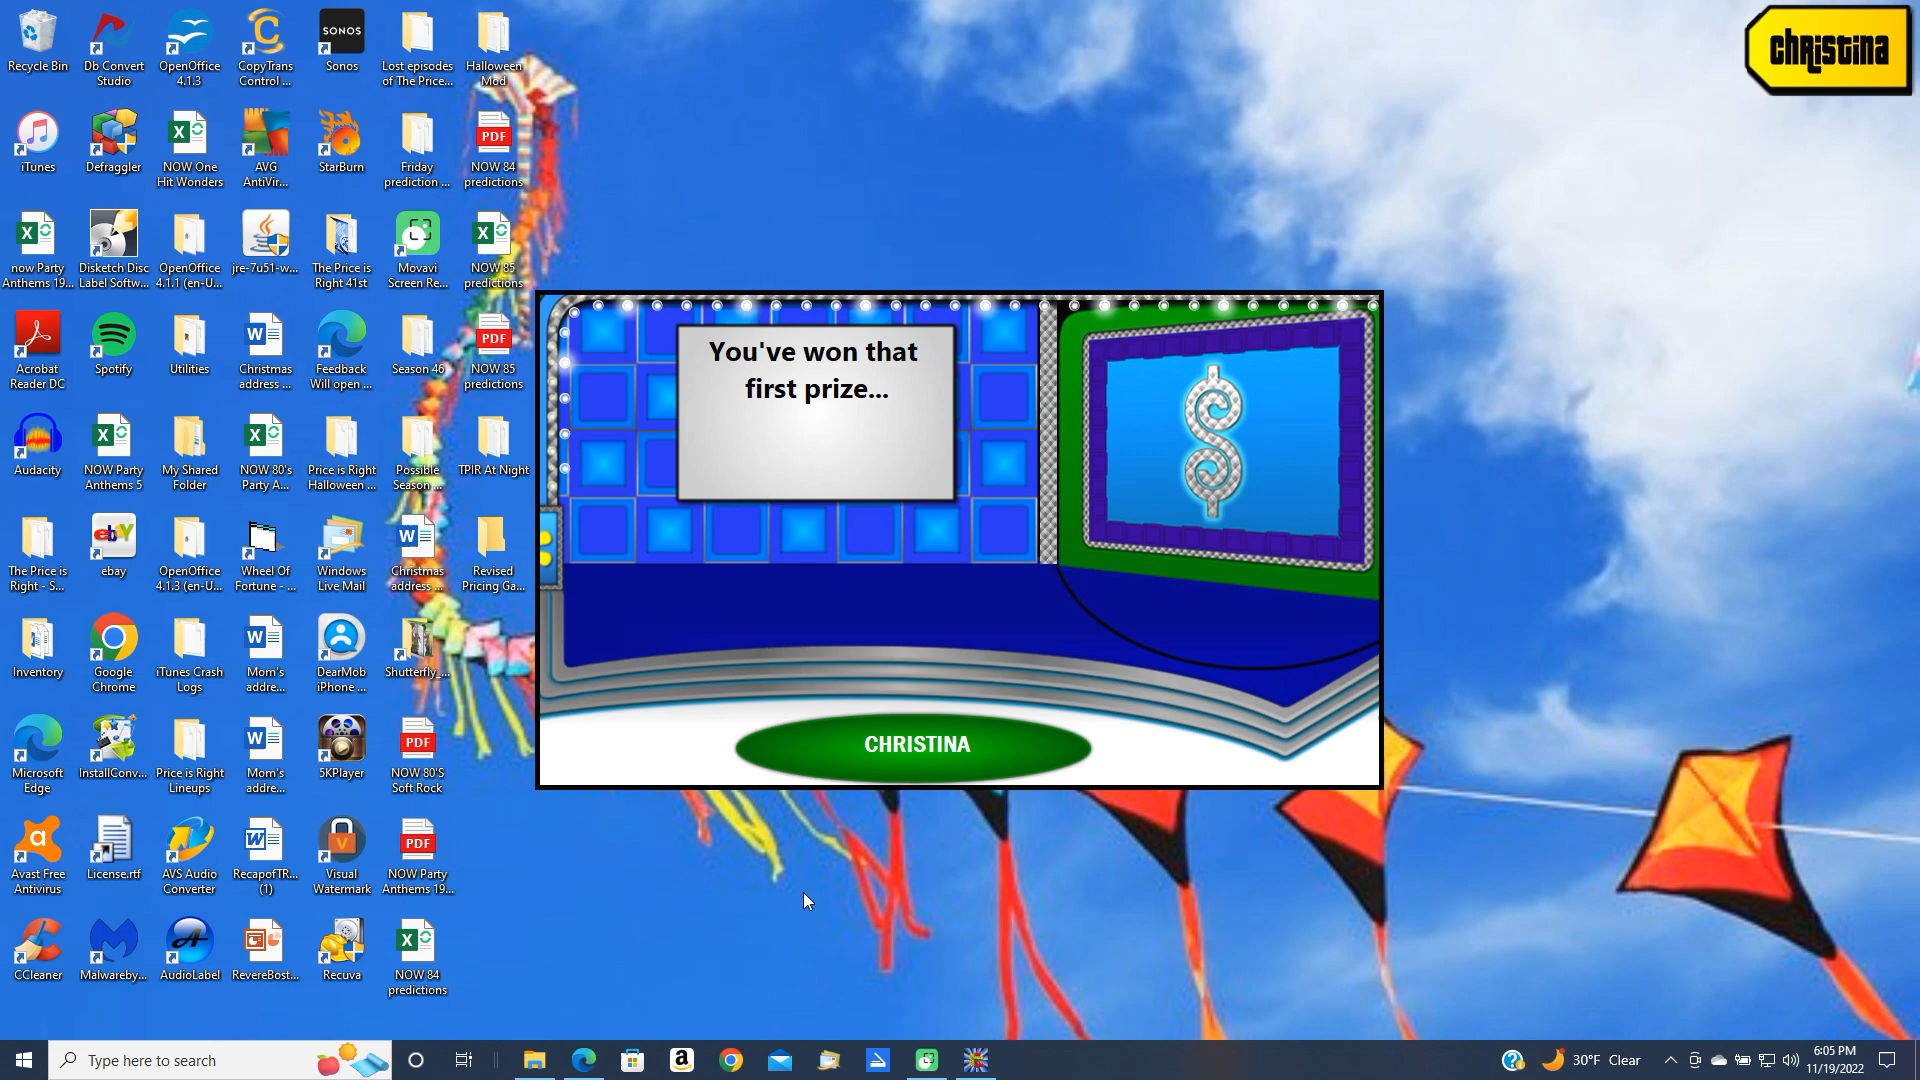 Recycle Bin
Db Convert
Studio
OpenOffice
4.1.3
CopyTrans
Control ...
SONOS
Sonos
Lost episodes
of The Price...
Halloween
Mod
christina
iTunes
Defraggler
NOW One
Hit Wonders
AVG
AntiVir...
StarBurn
Friday
prediction ...
PDF
NOW 84
predictions
now Party
Anthems 19...
Disketch Disc
Label Softw...
OpenOffice
4.1.1 (en-U...
jre-7u51-w...
The Price is
Right 41st
Movavi
Screen Re...
NOW 85
predictions
Acrobat
Reader DC
Spotify
Utilities
Christmas
address ...
Feedback
Will open ...
Season 46
PDF
NOW 85
predictions
Audacity
NOW Party
Anthems 5
My Shared
Folder
NOW 80's
Party A...
Price is Right
Halloween ...
Possible
Season ...
TPIR At Night
The Price is
Right - S...
ebay
ebay
OpenOffice
4.1.3 (en-U...
Wheel Of
Fortune - ...
Windows
Live Mail
Christmas
address ...
Revised
Pricing Ga...
Inventory
Google
Chrome
iTunes Crash
Logs
Mom's
addre...
DearMob
iPhone ...
Shutterfly_...
Microsoft
Edge
InstallConv...
Price is Right
Lineups
Mom's
addre...
5KPlayer
PDF
NOW 80'S
Soft Rock
Avast Free
Antivirus
License.rtf
AVS Audio
Converter
RecapofTR...
(1)
Visual
Watermark
PDF
NOW Party
Anthems 19...
CCleaner
Malwareby...
AudioLabel
RevereBost...
Recuva
NOW 84
predictions
You've won that
first prize...
CHRISTINA
Type here to search
30°F Clear
6:05 PM
11/19/2022